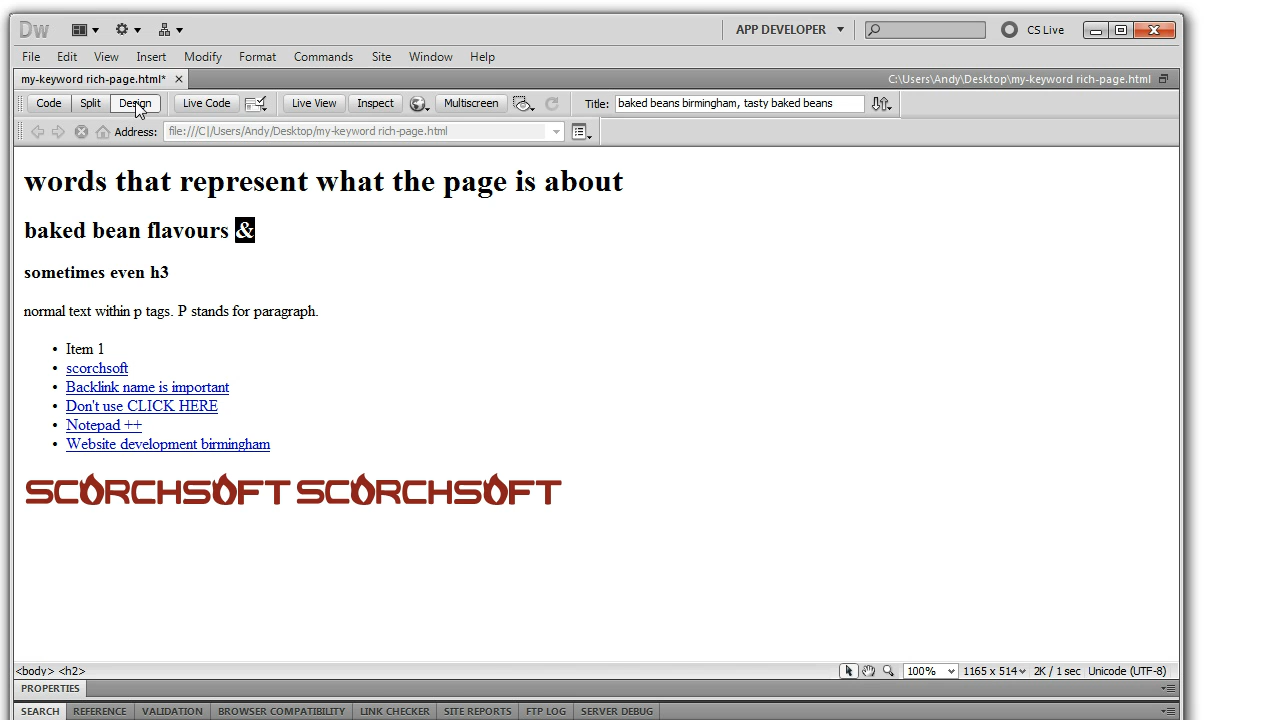 Dw APP DEVELOPER CS Live
File Edit View Insert Modify Format Commands Site Window Help
my-keyword rich-page.html* C:\Users\Andy\Desktop\my-keyword rich-page.html
Code Split Design Live Code Live View Inspect Multiscreen Title: baked beans birmingham, tasty baked beans
Address: file:///C|/Users/Andy/Desktop/my-keyword rich-page.html
words that represent what the page is about
baked bean flavours &
sometimes even h3
normal text within p tags. P stands for paragraph.
• Item 1
• scorchsoft
• Backlink name is important
• Don't use CLICK HERE
• Notepad ++
• Website development birmingham
SCORCHSOFT SCORCHSOFT
<body> <h2> 100% 1165 x 514 2K / 1 sec Unicode (UTF-8)
PROPERTIES
SEARCH REFERENCE VALIDATION BROWSER COMPATIBILITY LINK CHECKER SITE REPORTS FTP LOG SERVER DEBUG